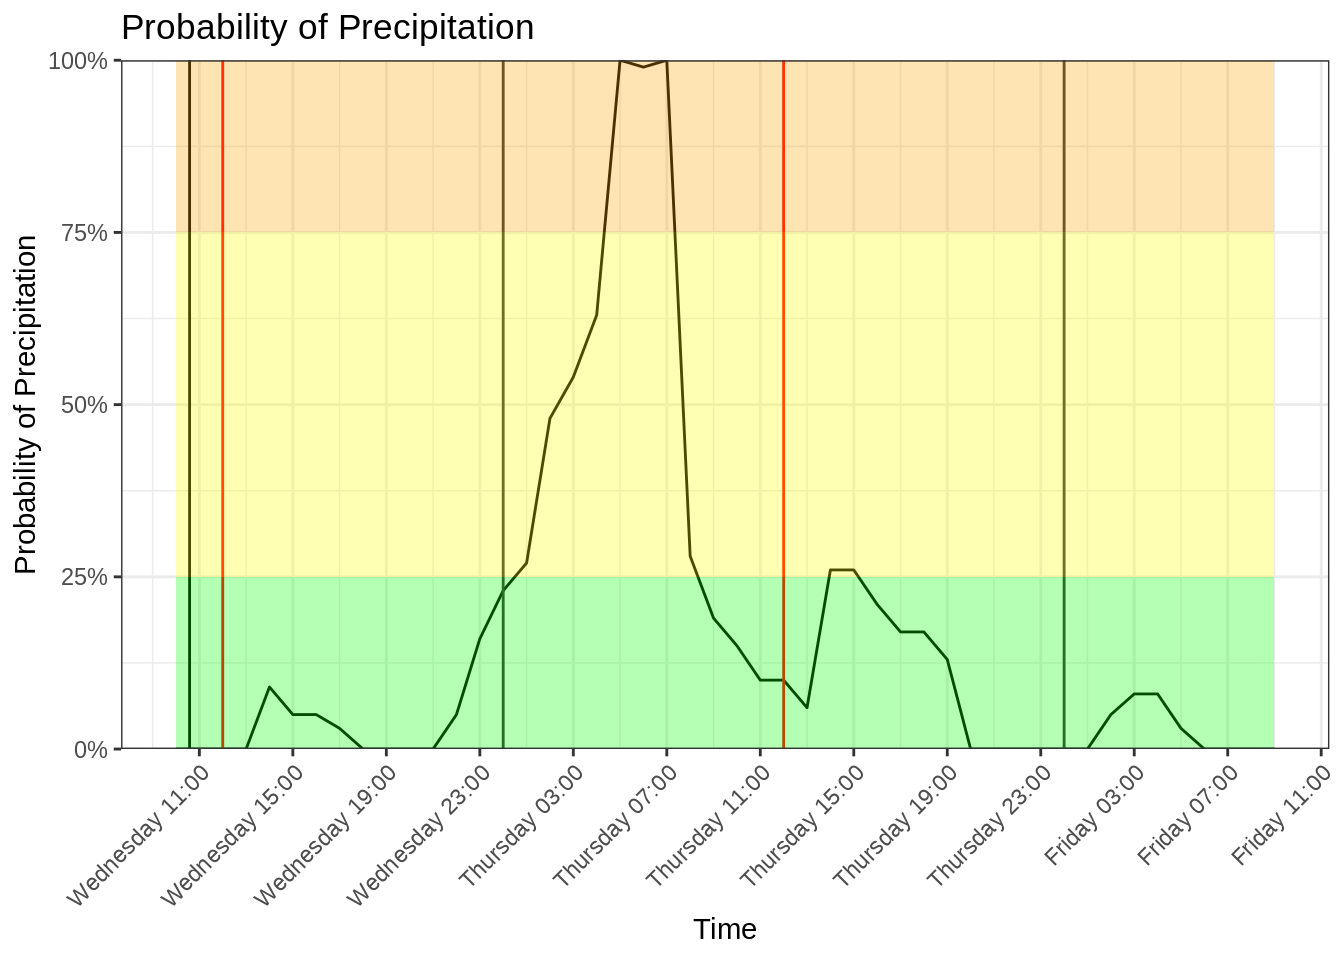 Probability of Precipitation
Probability of Precipitation
100%
75%
50%
25%
0%
Wednesday 11:00
Wednesday 15:00
Wednesday 19:00
Wednesday 23:00
Thursday 03:00
Thursday 07:00
Thursday 11:00
Thursday 15:00
Thursday 19:00
Thursday 23:00
Friday 03:00
Friday 07:00
Friday 11:00
Time